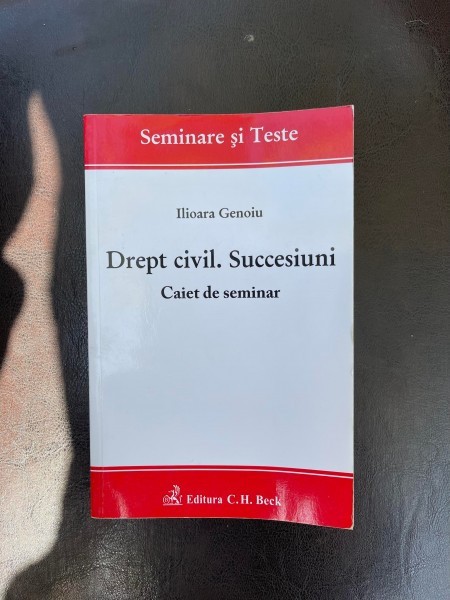 Seminare şi Teste
Ilioara Genoiu
Drept civil. Succesiuni
Caiet de seminar
Editura C.H. Beck